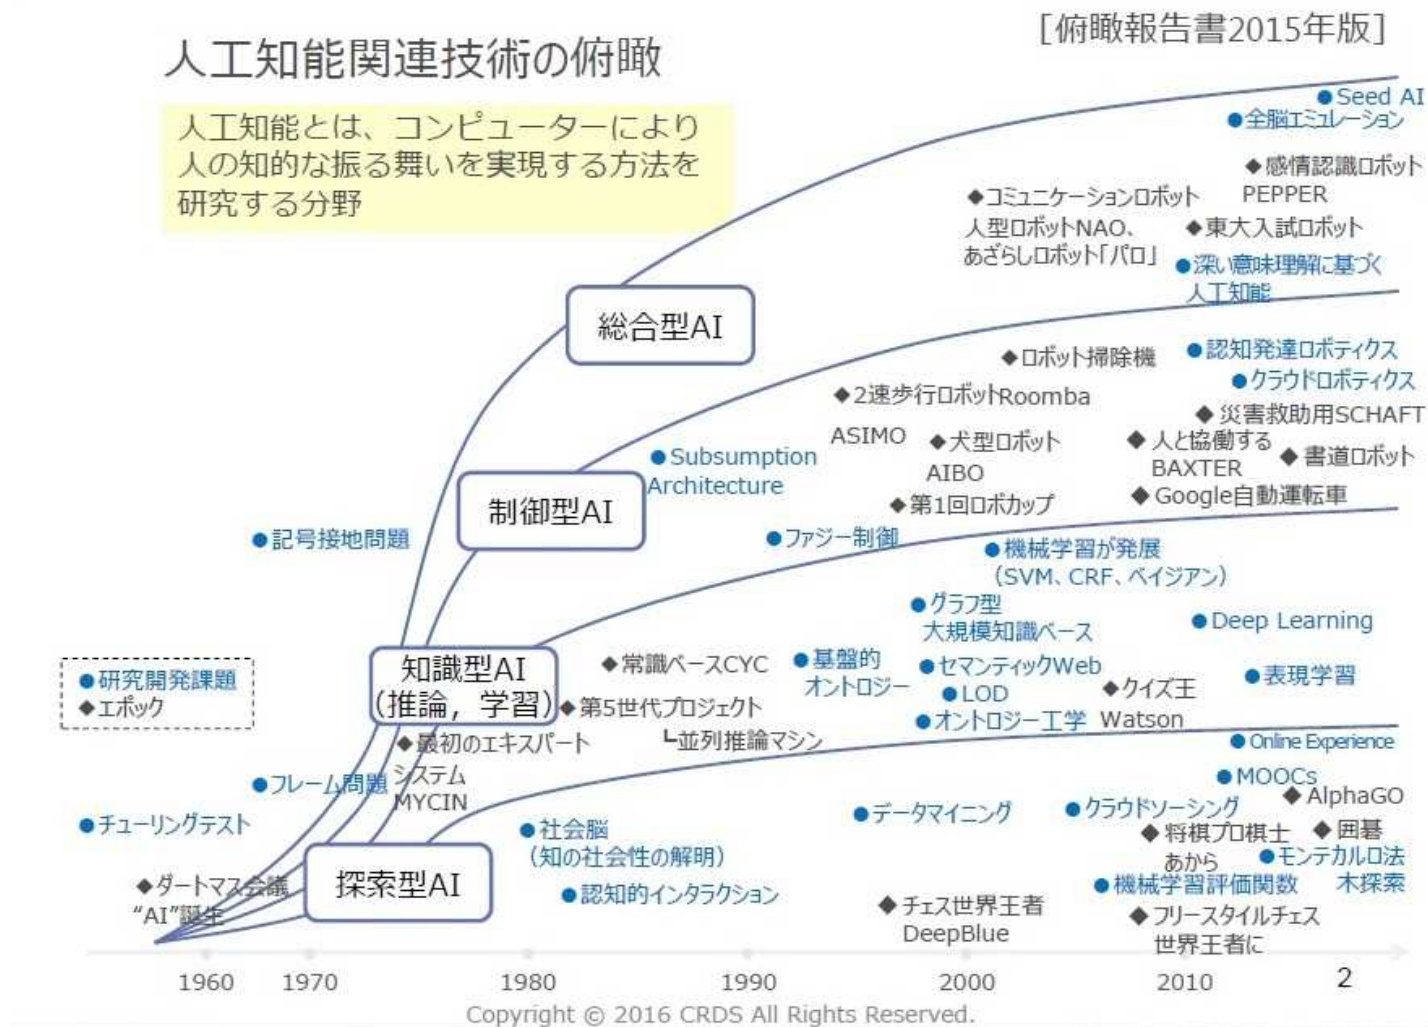 [俯瞰報告書2015年版]
人工知能関連技術の俯瞰
人工知能とは、コンピューターにより
人の知的な振る舞いを実現する方法を
研究する分野
●Seed AI
●全脳エミュレーション
◆感情認識ロボット
PEPPER
◆コミュニケーションロボット
人型ロボットNAO、
あざらしロボット「パロ」
◆東大入試ロボット
●深い意味理解に基づく
人工知能
総合型AI
◆ロボット掃除機
Roomba
●認知発達ロボティクス
●クラウドロボティクス
◆2速歩行ロボット
ASIMO
◆災害救助用SCHAFT
◆犬型ロボット
AIBO
◆人と協働する
BAXTER
◆書道ロボット
●Subsumption
Architecture
◆第1回ロボカップ
◆Google自動運転車
制御型AI
●記号接地問題
●ファジー制御
●機械学習が発展
(SVM、CRF、ベイジアン)
●グラフ型
大規模知識ベース
●Deep Learning
知識型AI
(推論，学習)
◆常識ベースCYC
●基盤的
オントロジー
●セマンティックWeb
●LOD
●オントロジー工学
◆クイズ王
Watson
●表現学習
●研究開発課題
◆エポック
◆第5世代プロジェクト
┗並列推論マシン
◆最初のエキスパート
システム
MYCIN
●Online Experience
●フレーム問題
●MOOCs
◆AlphaGO
●チューリングテスト
●社会脳
(知の社会性の解明)
●データマイニング
●クラウドソーシング
◆将棋プロ棋士
あから
◆囲碁
●モンテカルロ法
木探索
◆ダートマス会議
“AI”誕生
探索型AI
●認知的インタラクション
●機械学習評価関数
◆チェス世界王者
DeepBlue
◆フリースタイルチェス
世界王者に
1960 1970 1980 1990 2000 2010
2
Copyright © 2016 CRDS All Rights Reserved.